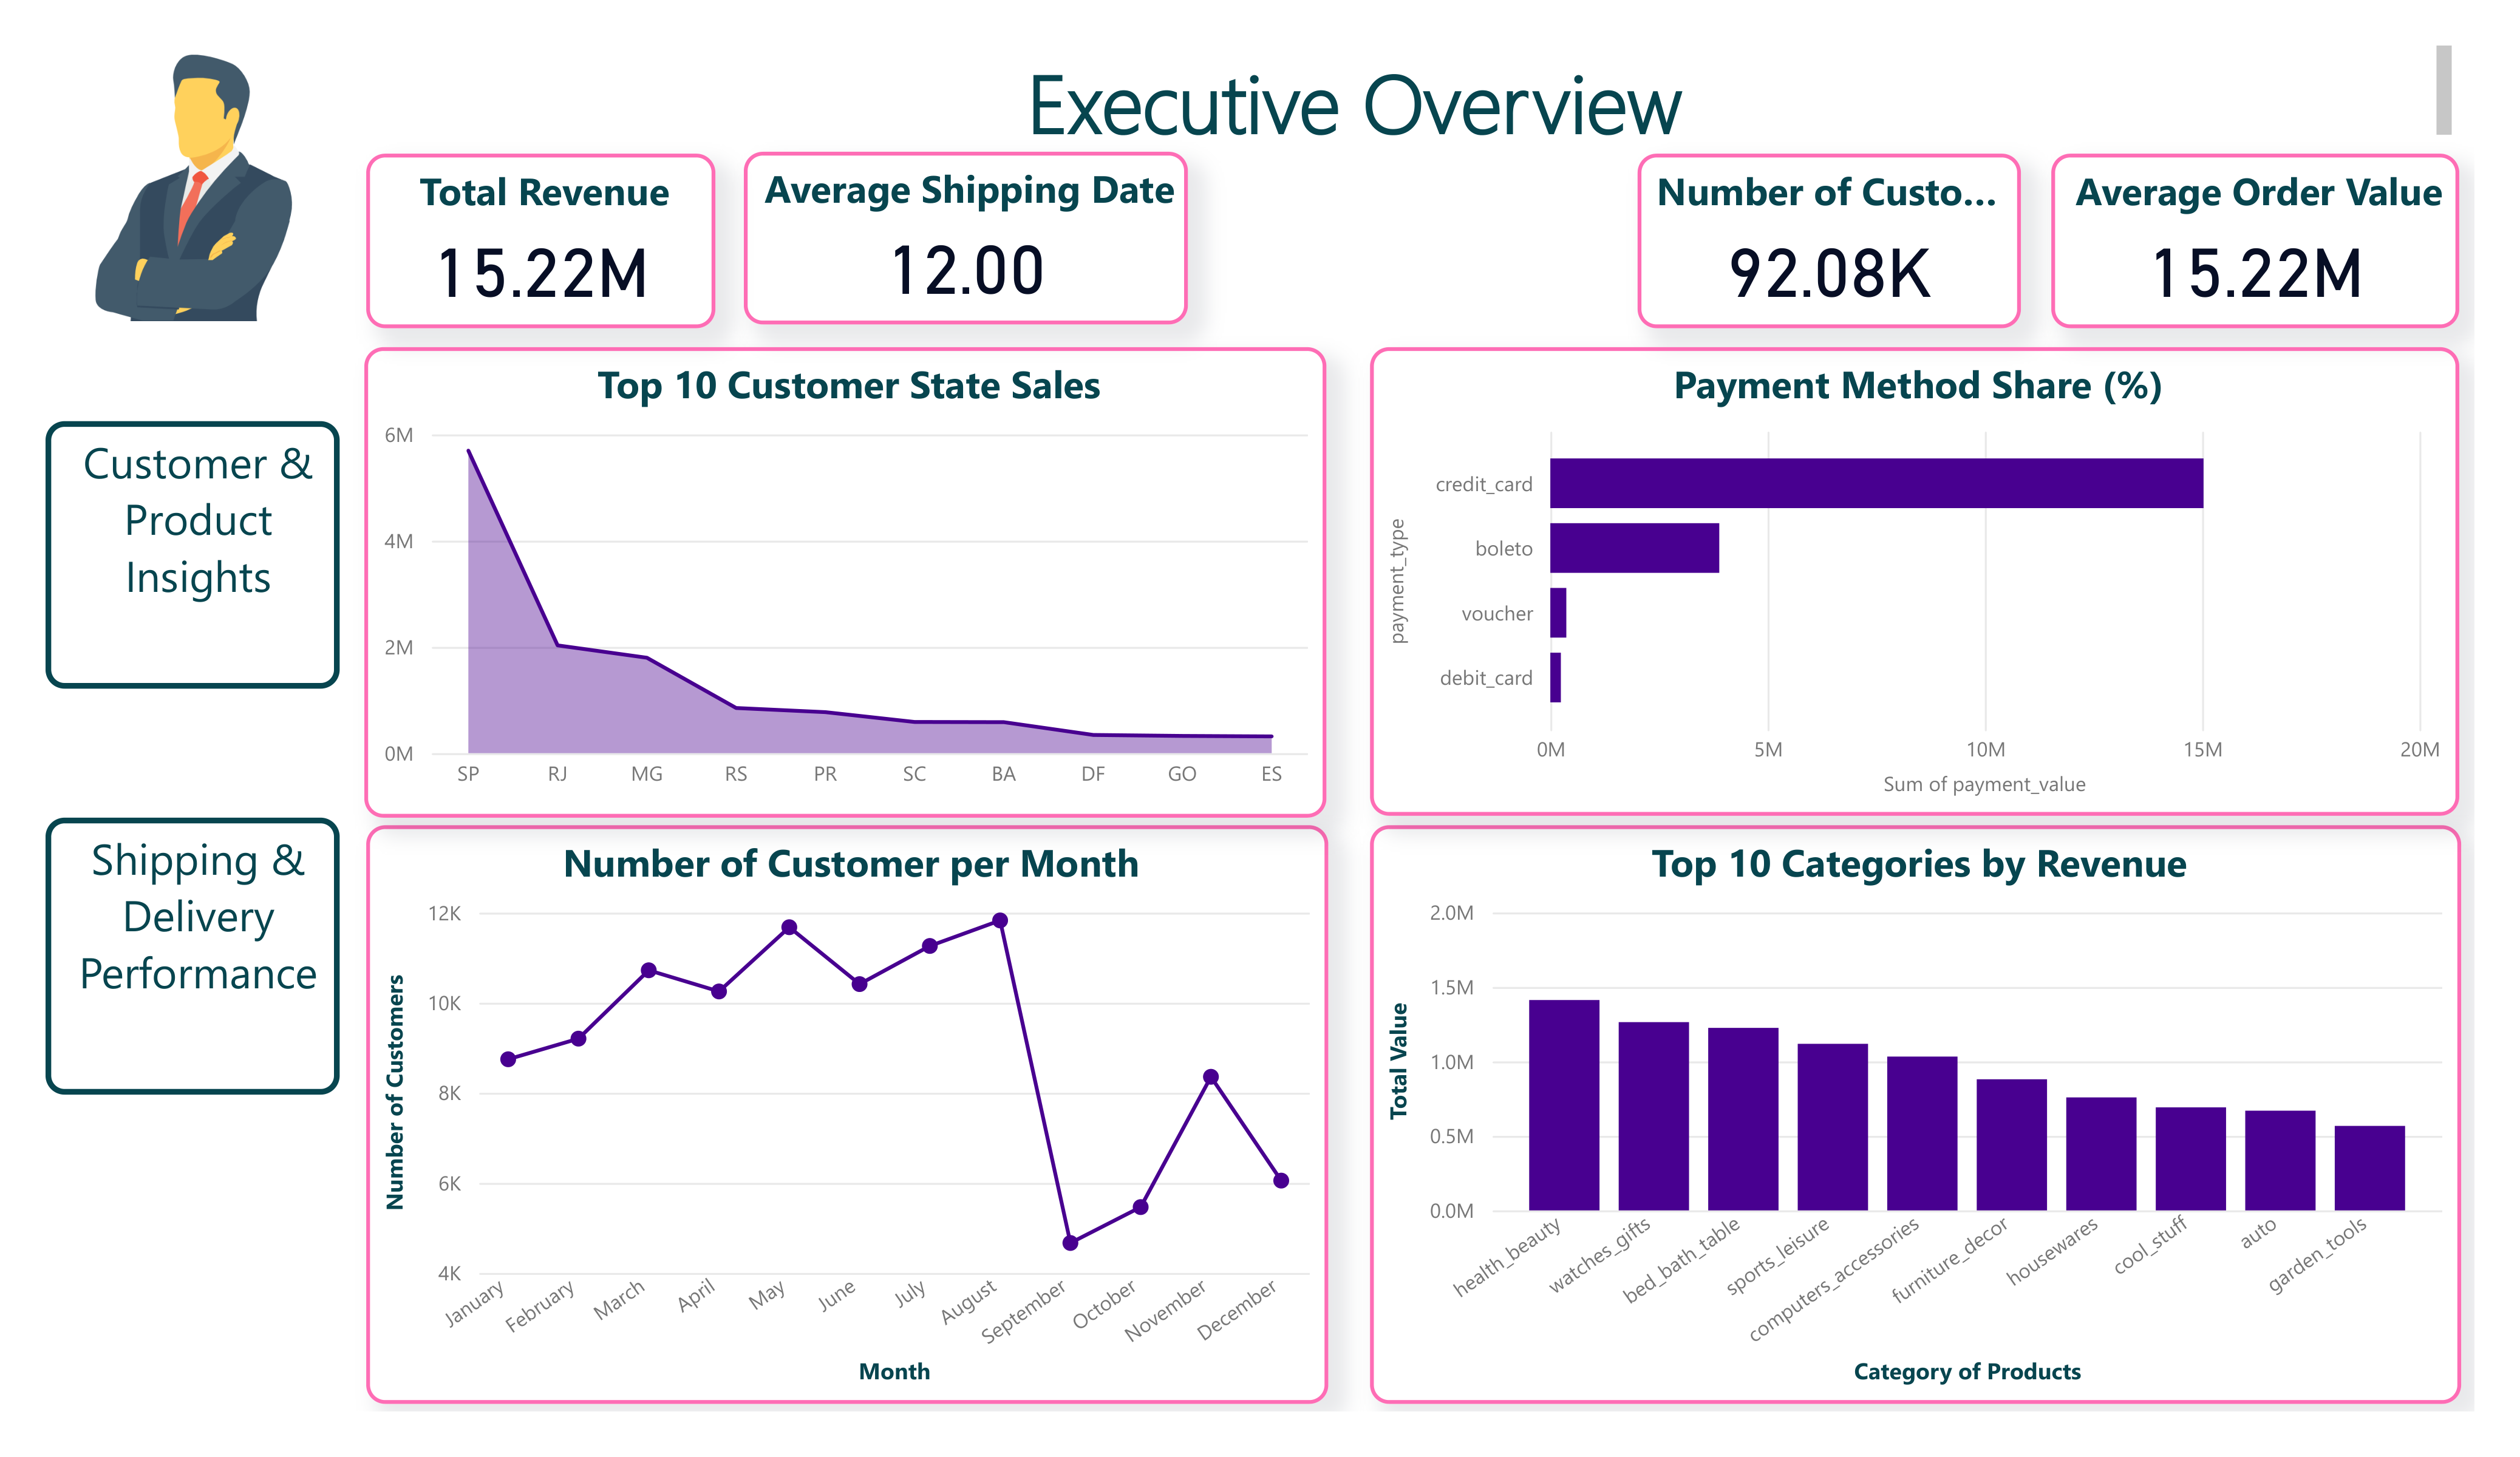 Executive Overview
Total Revenue
15.22M
Average Shipping Date
12.00
Number of Custo...
92.08K
Average Order Value
15.22M
Customer &
Product
Insights
Shipping &
Delivery
Performance
Top 10 Customer State Sales
6M
4M
2M
0M
SP RJ MG RS PR SC BA DF GO ES
Payment Method Share (%)
payment_type
credit_card
boleto
voucher
debit_card
0M 5M 10M 15M 20M
Sum of payment_value
Number of Customer per Month
Number of Customers
12K
10K
8K
6K
4K
January February March April May June July August September October November December
Month
Top 10 Categories by Revenue
Total Value
2.0M
1.5M
1.0M
0.5M
0.0M
health_beauty watches_gifts bed_bath_table sports_leisure computers_accessories furniture_decor housewares cool_stuff auto garden_tools
Category of Products